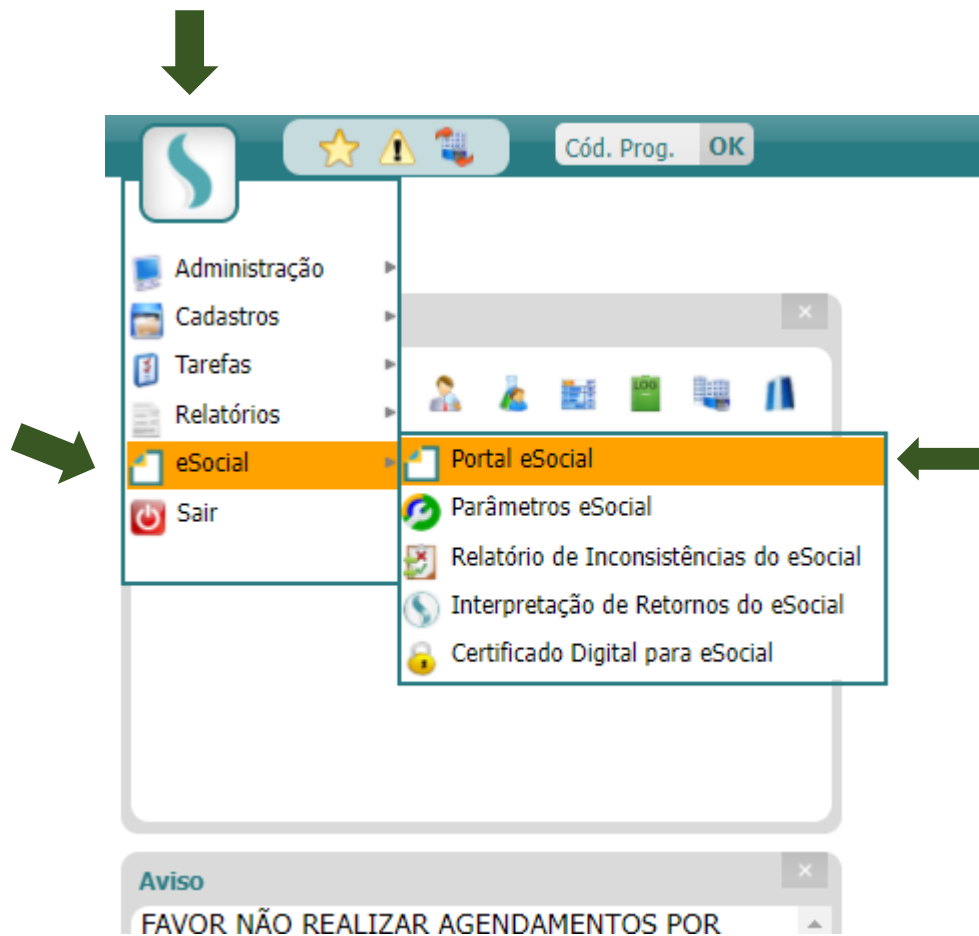 Cód. Prog. OK
Administração
Cadastros
Tarefas
Relatórios
LOG
eSocial
Portal eSocial
Sair
Parâmetros eSocial
Relatório de Inconsistências do eSocial
Interpretação de Retornos do eSocial
Certificado Digital para eSocial
Aviso
FAVOR NÃO REALIZAR AGENDAMENTOS POR